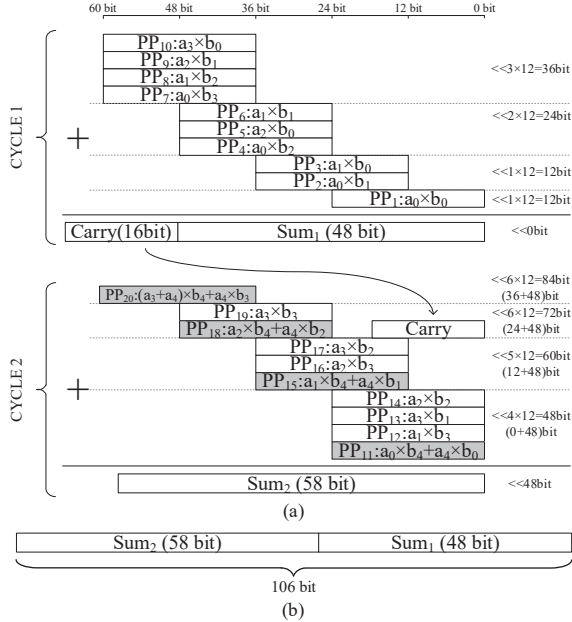 60 bit 48 bit 36 bit 24 bit 12 bit 0 bit
CYCLE 1
PP₁₀:a₃×b₀
PP₉:a₂×b₁
PP₈:a₁×b₂
PP₇:a₀×b₃
<<3×12=36bit
PP₆:a₁×b₁
PP₅:a₂×b₀
PP₄:a₀×b₂
<<2×12=24bit
+
PP₃:a₁×b₀
PP₂:a₀×b₁
<<1×12=12bit
PP₁:a₀×b₀
<<1×12=12bit
Carry(16bit) Sum₁ (48 bit) <<0bit
CYCLE 2
PP₂₀:(a₃+a₄)×b₄+a₄×b₃
<<6×12=84bit
(36+48)bit
PP₁₉:a₃×b₃
PP₁₈:a₂×b₄+a₄×b₂
Carry
<<6×12=72bit
(24+48)bit
PP₁₇:a₃×b₂
PP₁₆:a₂×b₃
PP₁₅:a₁×b₄+a₄×b₁
<<5×12=60bit
(12+48)bit
+
PP₁₄:a₂×b₂
PP₁₃:a₃×b₁
PP₁₂:a₁×b₃
PP₁₁:a₀×b₄+a₄×b₀
<<4×12=48bit
(0+48)bit
Sum₂ (58 bit) <<48bit
(a)
Sum₂ (58 bit) Sum₁ (48 bit)
106 bit
(b)